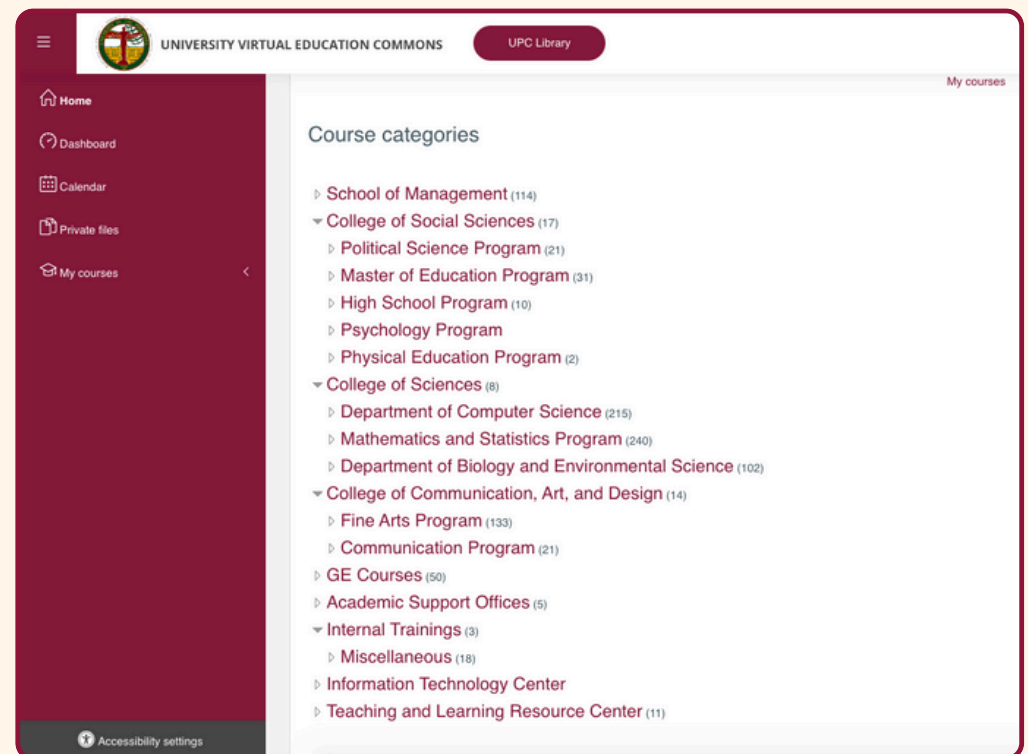 UNIVERSITY VIRTUAL EDUCATION COMMONS
UPC Library
Home
Dashboard
Calendar
Private files
My courses
Accessibility settings
My courses
Course categories
School of Management (114)
College of Social Sciences (17)
Political Science Program (21)
Master of Education Program (31)
High School Program (10)
Psychology Program
Physical Education Program (2)
College of Sciences (8)
Department of Computer Science (215)
Mathematics and Statistics Program (240)
Department of Biology and Environmental Science (102)
College of Communication, Art, and Design (14)
Fine Arts Program (133)
Communication Program (21)
GE Courses (50)
Academic Support Offices (5)
Internal Trainings (3)
Miscellaneous (18)
Information Technology Center
Teaching and Learning Resource Center (11)